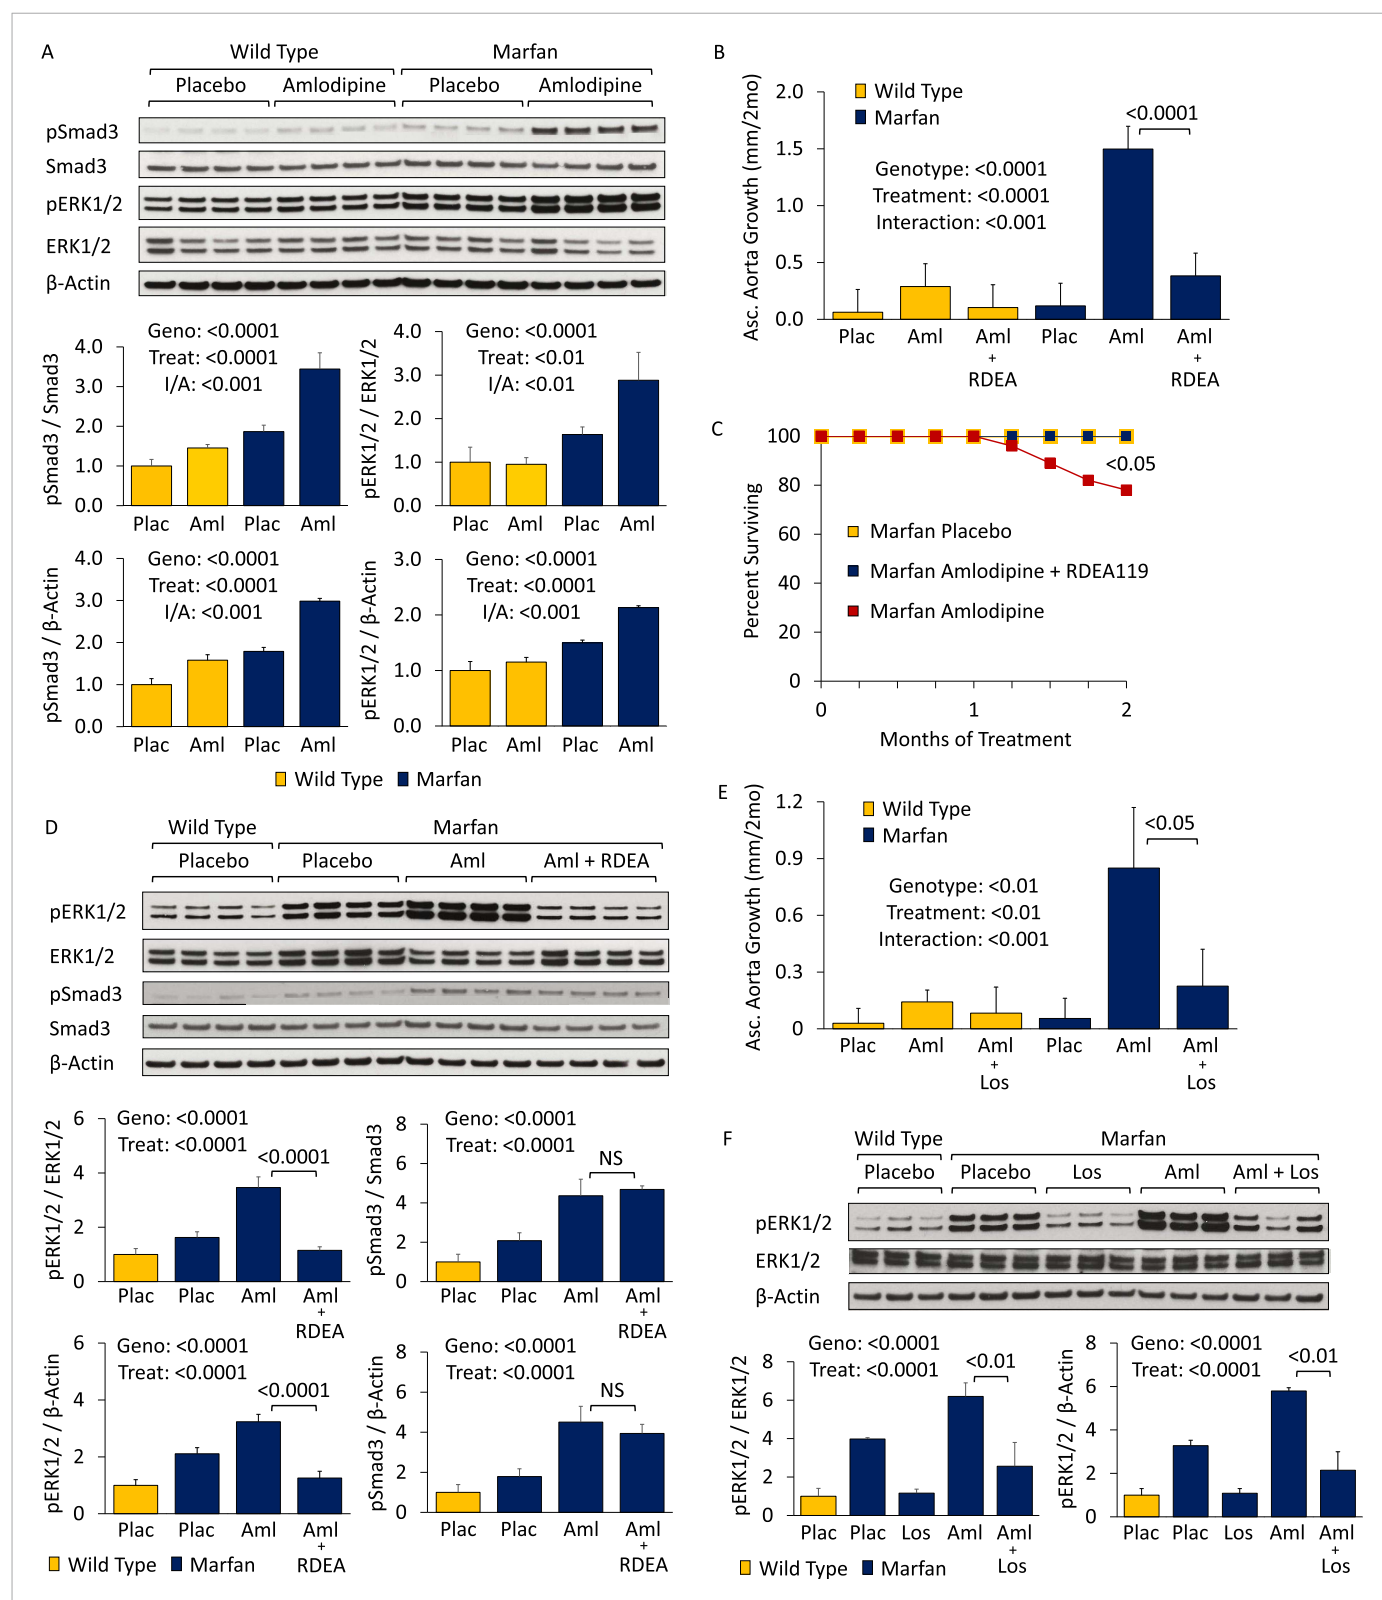 A
Wild Type Marfan
Placebo Amlodipine Placebo Amlodipine
pSmad3
Smad3
pERK1/2
ERK1/2
β-Actin
pSmad3 / Smad3
Geno: <0.0001
Treat: <0.0001
I/A: <0.001
4.0
3.0
2.0
1.0
0.0
Plac Aml Plac Aml
pERK1/2 / ERK1/2
Geno: <0.0001
Treat: <0.01
I/A: <0.01
4.0
3.0
2.0
1.0
0.0
Plac Aml Plac Aml
pSmad3 / β-Actin
Geno: <0.0001
Treat: <0.0001
I/A: <0.001
4.0
3.0
2.0
1.0
0.0
Plac Aml Plac Aml
pERK1/2 / β-Actin
Geno: <0.0001
Treat: <0.0001
I/A: <0.001
3.0
2.0
1.0
0.0
Plac Aml Plac Aml
Wild Type Marfan
B
Asc. Aorta Growth (mm/2mo)
Wild Type
Marfan
Genotype: <0.0001
Treatment: <0.0001
Interaction: <0.001
<0.0001
2.0
1.5
1.0
0.5
0.0
Plac Aml Aml Plac Aml Aml
+ +
RDEA RDEA
C
Percent Surviving
100
80
60
40
20
0
<0.05
Marfan Placebo
Marfan Amlodipine + RDEA119
Marfan Amlodipine
0 1 2
Months of Treatment
D
Wild Type Marfan
Placebo Placebo Aml Aml + RDEA
pERK1/2
ERK1/2
pSmad3
Smad3
β-Actin
pERK1/2 / ERK1/2
Geno: <0.0001
Treat: <0.0001
<0.0001
6
4
2
0
Plac Plac Aml Aml
+
RDEA
pSmad3 / Smad3
Geno: <0.0001
Treat: <0.0001
NS
8
6
4
2
0
Plac Plac Aml Aml
+
RDEA
pERK1/2 / β-Actin
Geno: <0.0001
Treat: <0.0001
<0.0001
6
4
2
0
Plac Plac Aml Aml
+
RDEA
pSmad3 / β-Actin
Geno: <0.0001
Treat: <0.0001
NS
8
6
4
2
0
Plac Plac Aml Aml
+
RDEA
Wild Type Marfan
E
Asc. Aorta Growth (mm/2mo)
Wild Type
Marfan
Genotype: <0.01
Treatment: <0.01
Interaction: <0.001
<0.05
1.2
0.9
0.6
0.3
0
Plac Aml Aml Plac Aml Aml
+ +
Los Los
F
Wild Type Marfan
Placebo Placebo Los Aml Aml + Los
pERK1/2
ERK1/2
β-Actin
pERK1/2 / ERK1/2
Geno: <0.0001
Treat: <0.0001
<0.01
8
6
4
2
0
Plac Plac Los Aml Aml
+
Los
pERK1/2 / β-Actin
Geno: <0.0001
Treat: <0.0001
<0.01
8
6
4
2
0
Plac Plac Los Aml Aml
+
Los
Wild Type Marfan